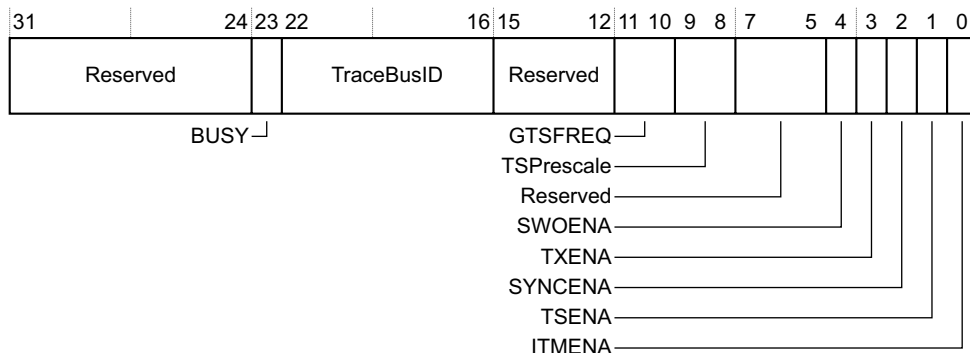 31 24 23 22 16 15 12 11 10 9 8 7 5 4 3 2 1 0
Reserved TraceBusID Reserved
BUSY GTSFREQ
TSPrescale
Reserved
SWOENA
TXENA
SYNCENA
TSENA
ITMENA